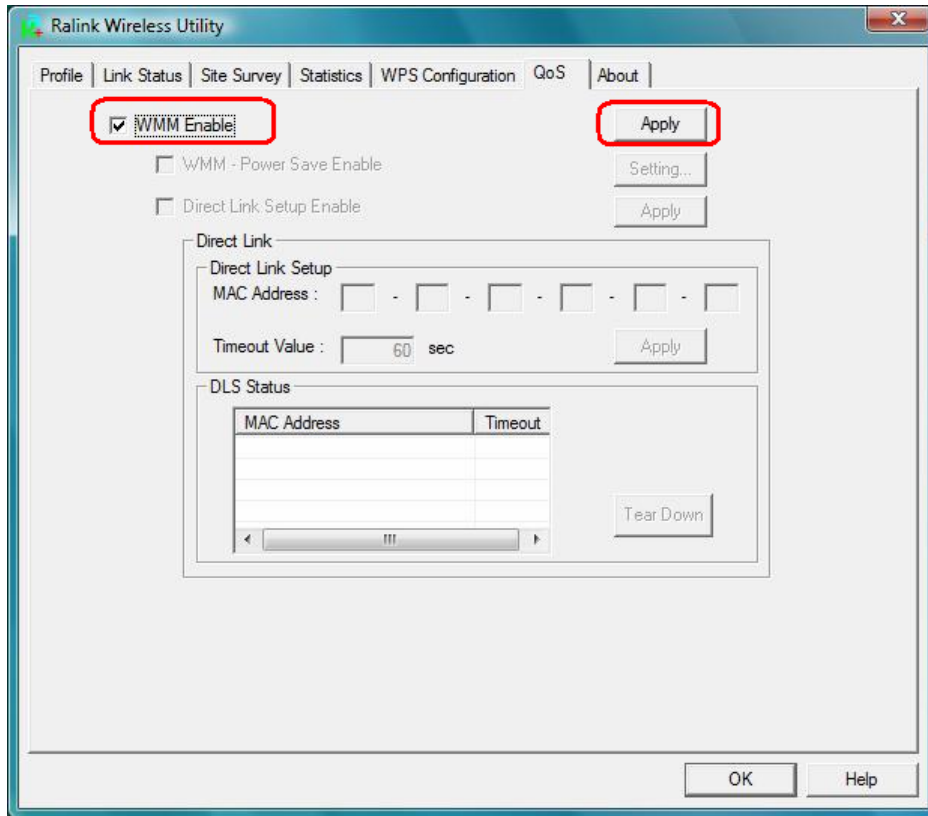 Ralink Wireless Utility
Profile Link Status Site Survey Statistics WPS Configuration QoS About
WMM Enable Apply
WMM - Power Save Enable Setting...
Direct Link Setup Enable Apply
Direct Link
Direct Link Setup
MAC Address : - - - - -
Timeout Value : 60 sec Apply
DLS Status
MAC Address Timeout
Tear Down
OK Help